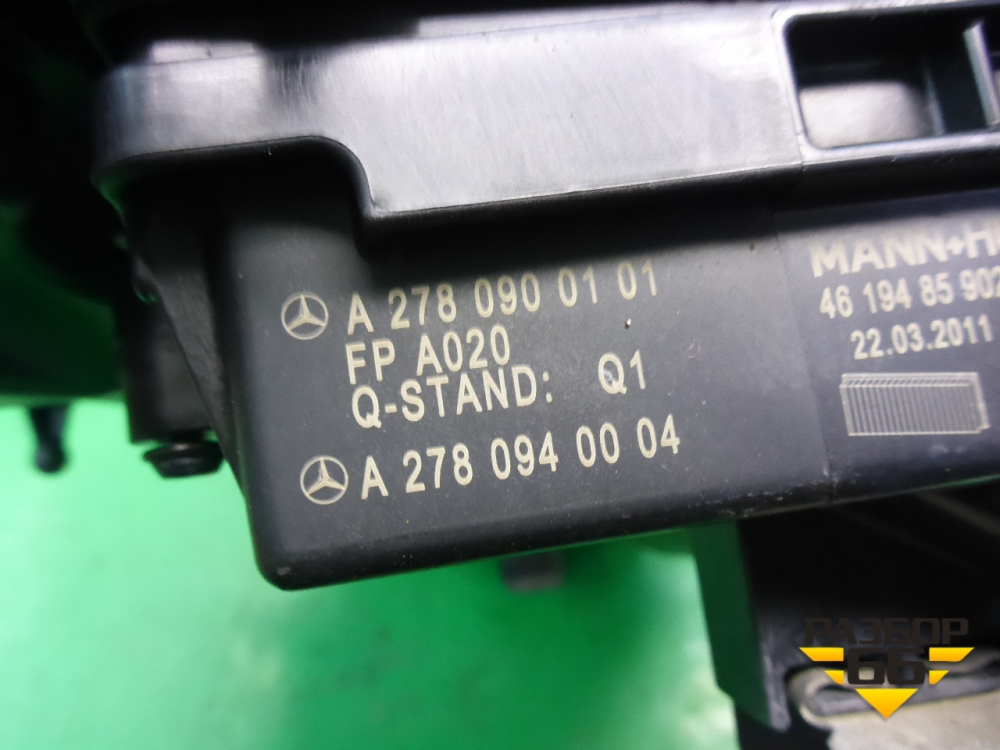 A 278 090 01 01
FP A020
Q-STAND: Q1
A 278 094 00 04
MANN+H
46 194 85 902
22.03.2011
РАЗБОР
66